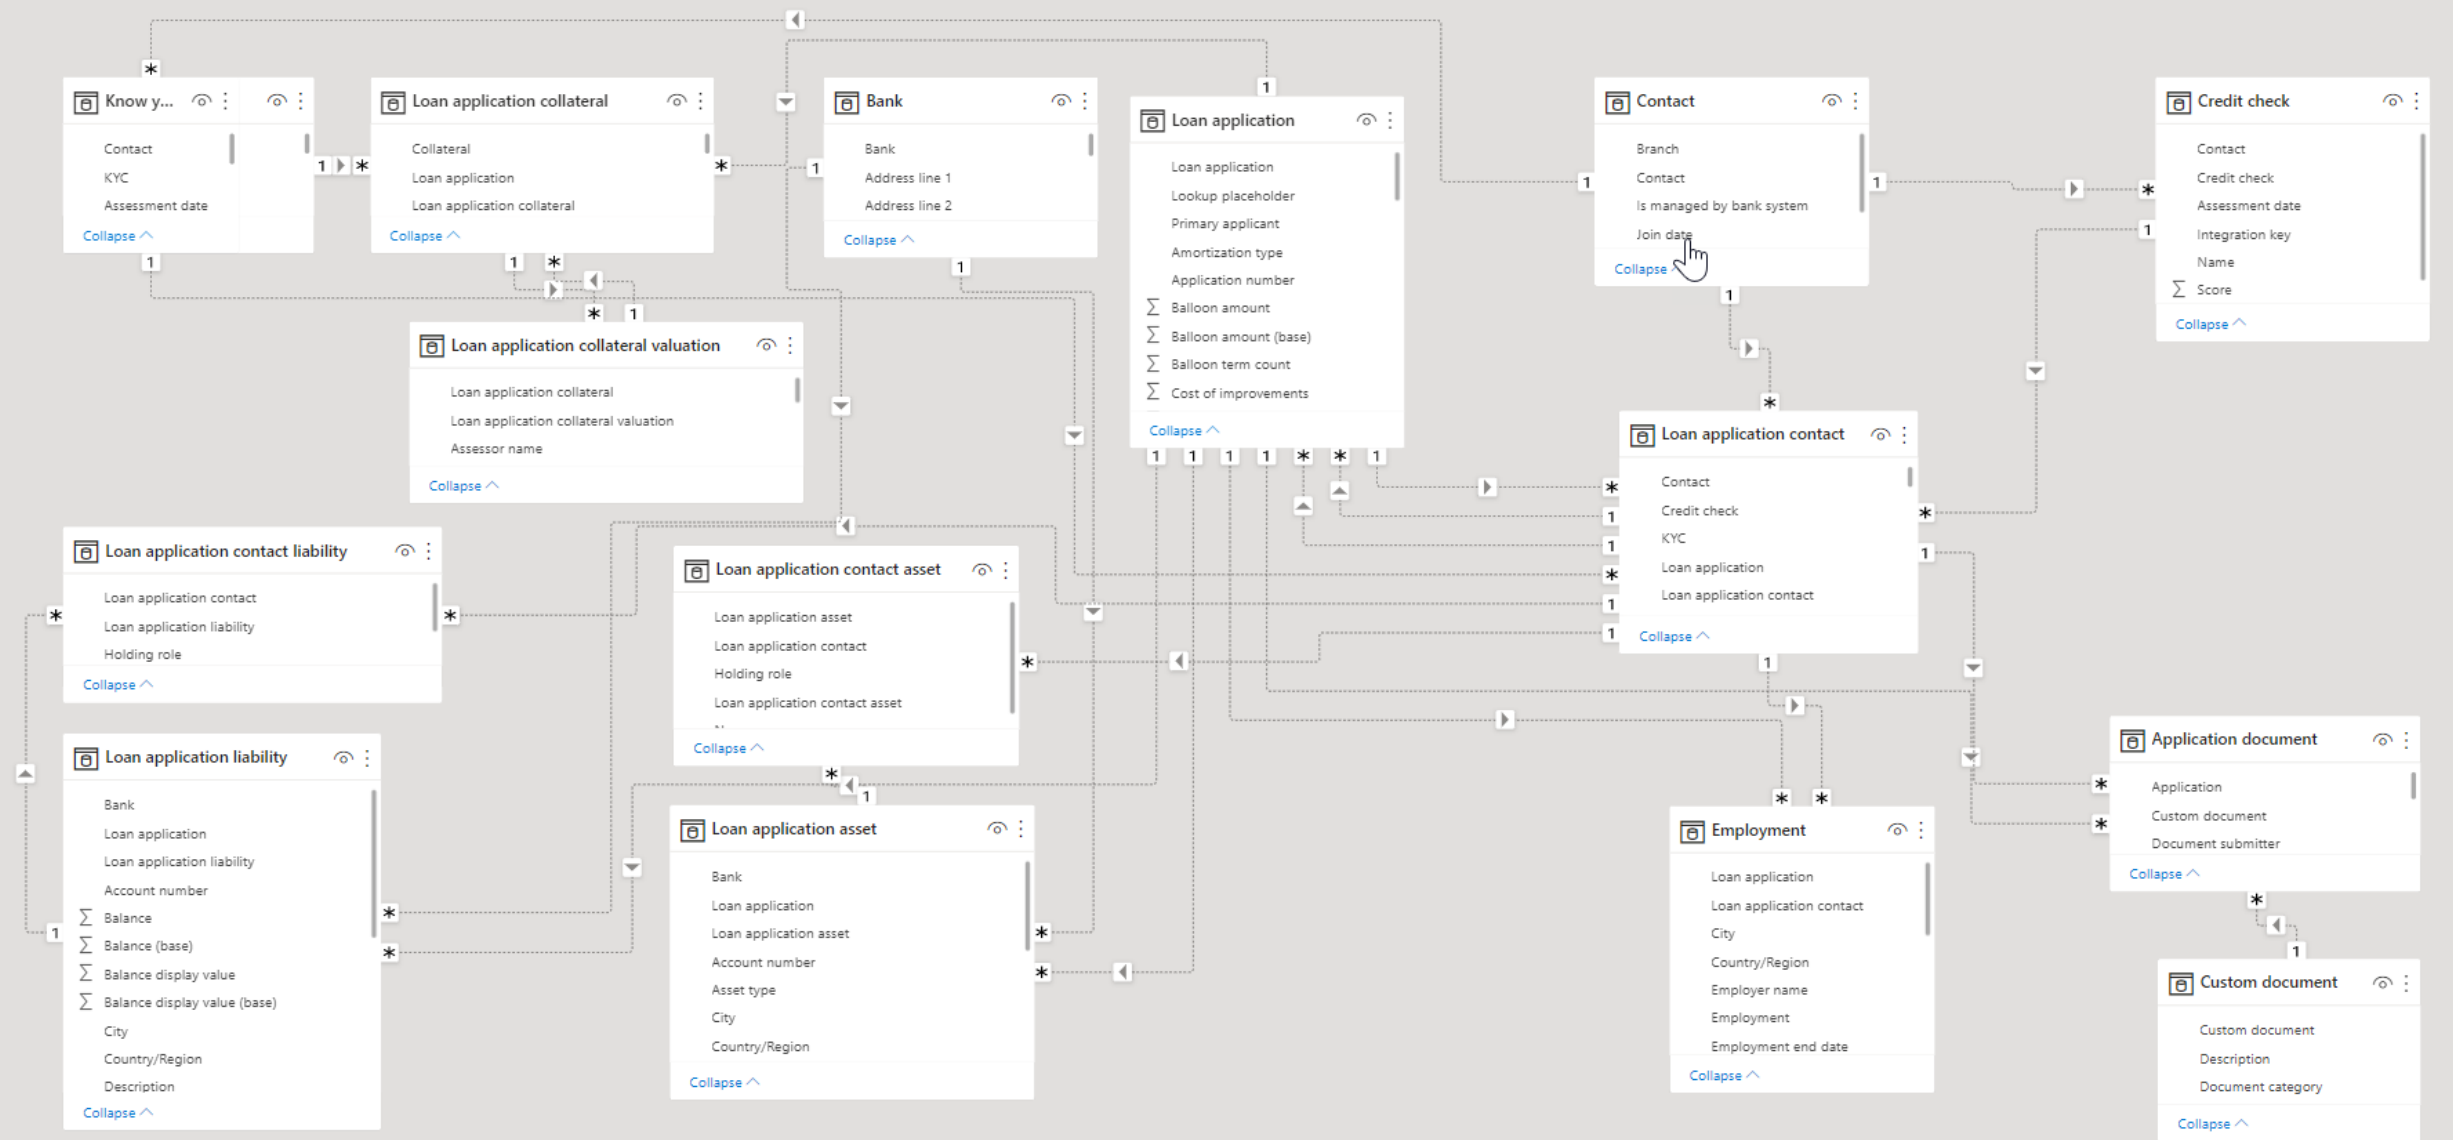 Know y...
Contact
KYC
Assessment date
Collapse
Loan application collateral
Collateral
Loan application
Loan application collateral
Collapse
Bank
Bank
Address line 1
Address line 2
Collapse
Loan application
Loan application
Lookup placeholder
Primary applicant
Amortization type
Application number
Balloon amount
Balloon amount (base)
Balloon term count
Cost of improvements
Collapse
Contact
Branch
Contact
Is managed by bank system
Join date
Collapse
Credit check
Contact
Credit check
Assessment date
Integration key
Name
Score
Collapse
Loan application collateral valuation
Loan application collateral
Loan application collateral valuation
Assessor name
Collapse
Loan application contact
Contact
Credit check
KYC
Loan application
Loan application contact
Collapse
Loan application contact liability
Loan application contact
Loan application liability
Holding role
Collapse
Loan application contact asset
Loan application asset
Loan application contact
Holding role
Loan application contact asset
Collapse
Loan application liability
Bank
Loan application
Loan application liability
Account number
Balance
Balance (base)
Balance display value
Balance display value (base)
City
Country/Region
Description
Collapse
Loan application asset
Bank
Loan application
Loan application asset
Account number
Asset type
City
Country/Region
Collapse
Employment
Loan application
Loan application contact
City
Country/Region
Employer name
Employment
Employment end date
Collapse
Application document
Application
Custom document
Document submitter
Collapse
Custom document
Custom document
Description
Document category
Collapse